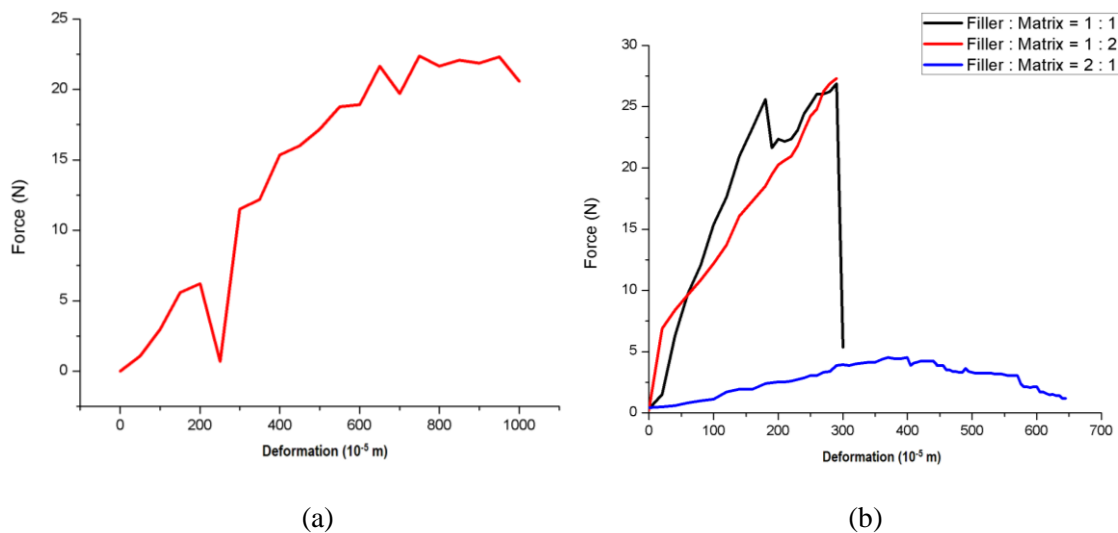 25
20
15
10
5
0
Force (N)
0 200 400 600 800 1000
Deformation (10-5 m)
(a)
Filler : Matrix = 1 : 1
Filler : Matrix = 1 : 2
Filler : Matrix = 2 : 1
30
25
20
15
10
5
0
Force (N)
0 100 200 300 400 500 600 700
Deformation (10-5 m)
(b)